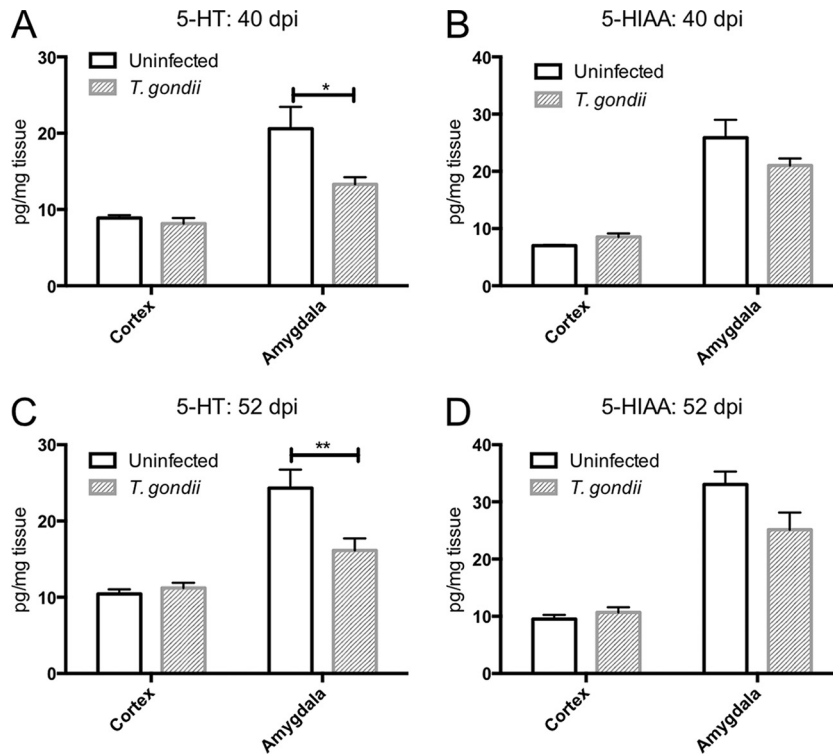 A
5-HT: 40 dpi
30
20
10
0
pg/mg tissue
Uninfected
T. gondii
*
Cortex
Amygdala
B
5-HIAA: 40 dpi
40
30
20
10
0
pg/mg tissue
Uninfected
T. gondii
Cortex
Amygdala
C
5-HT: 52 dpi
30
20
10
0
pg/mg tissue
Uninfected
T. gondii
**
Cortex
Amygdala
D
5-HIAA: 52 dpi
40
30
20
10
0
pg/mg tissue
Uninfected
T. gondii
Cortex
Amygdala